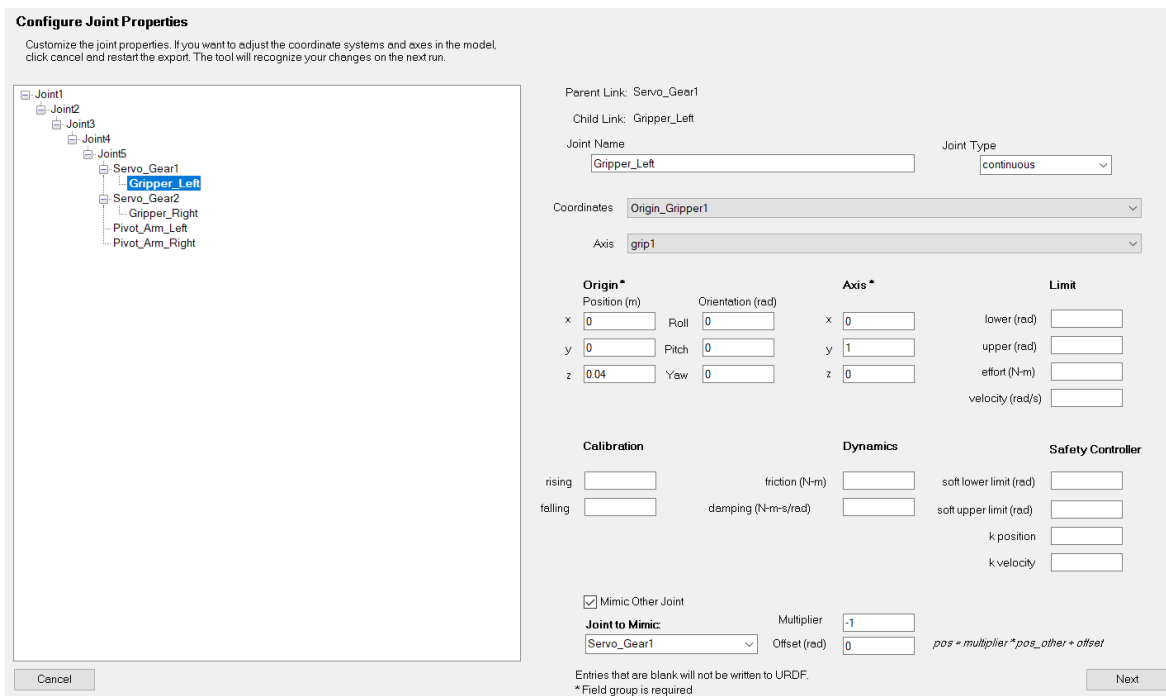 Configure Joint Properties
Customize the joint properties. If you want to adjust the coordinate systems and axes in the model,
click cancel and restart the export. The tool will recognize your changes on the next run.
Joint1
Joint2
Joint3
Joint4
Joint5
Servo_Gear1
Gripper_Left
Servo_Gear2
Gripper_Right
Pivot_Arm_Left
Pivot_Arm_Right
Parent Link: Servo_Gear1
Child Link: Gripper_Left
Joint Name
Joint Type
Gripper_Left
continuous
Coordinates Origin_Gripper1
Axis grip1
Origin* Axis * Limit
Position (m) Orientation (rad)
x 0 Roll 0 x 0 lower (rad)
y 0 Pitch 0 y 1 upper (rad)
z 0.04 Yaw 0 z 0 effort (N-m)
velocity (rad/s)
Calibration Dynamics Safety Controller
rising friction (N-m) soft lower limit (rad)
falling damping (N-m-s/rad) soft upper limit (rad)
k position
k velocity
Mimic Other Joint
Joint to Mimic: Multiplier -1
Servo_Gear1 Offset (rad) 0 pos = multiplier *pos_other + offset
Entries that are blank will not be written to URDF.
* Field group is required
Cancel Next